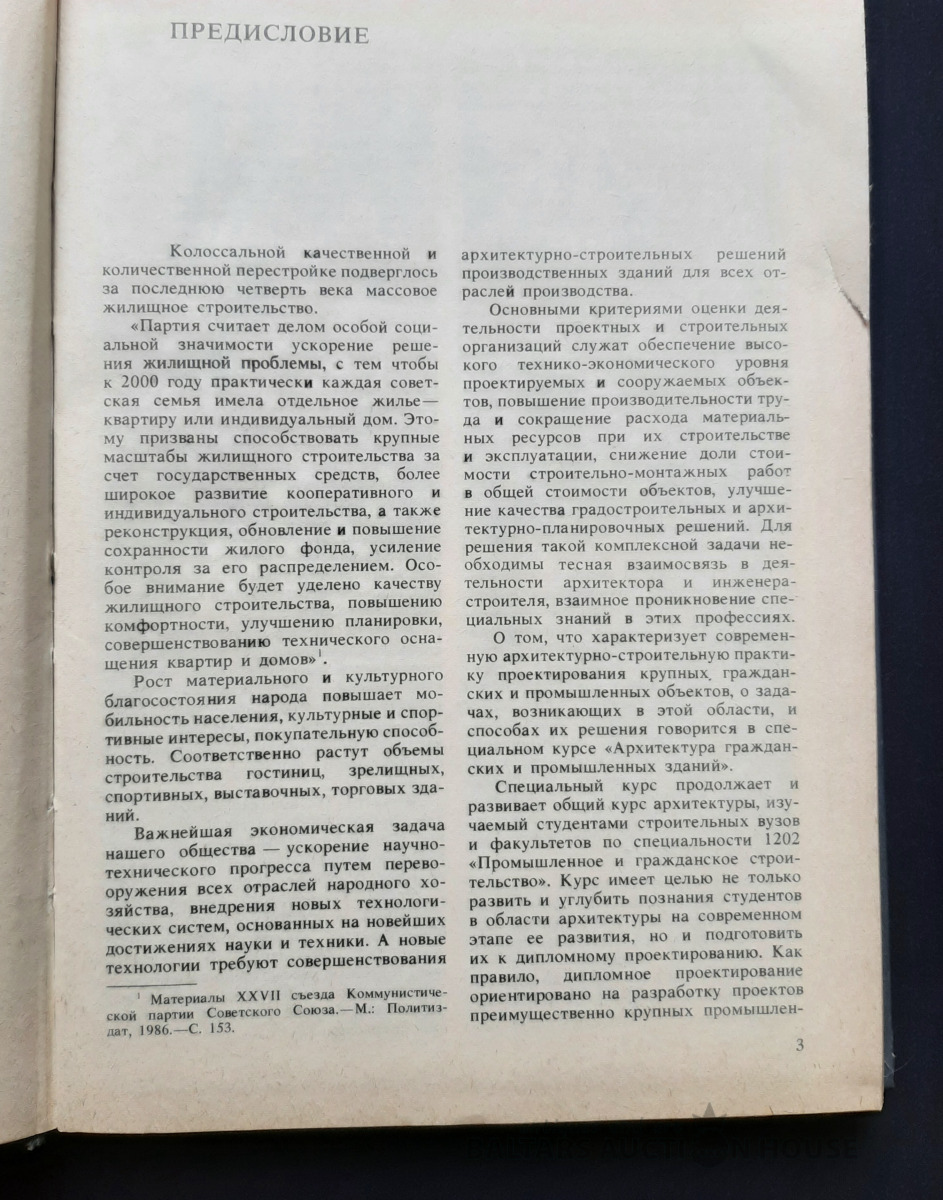 ПРЕДИСЛОВИЕ
Колоссальной качественной и
количественной перестройке подверглось
за последнюю четверть века массовое
жилищное строительство.
«Партия считает делом особой соци-
альной значимости ускорение реше-
ния жилищной проблемы, с тем чтобы
к 2000 году практически каждая совет-
ская семья имела отдельное жилье—
квартиру или индивидуальный дом. Это-
му призваны способствовать крупные
масштабы жилищного строительства за
счет государственных средств, более
широкое развитие кооперативного и
индивидуального строительства, а также
реконструкция, обновление и повышение
сохранности жилого фонда, усиление
контроля за его распределением. Осо-
бое внимание будет уделено качеству
жилищного строительства, повышению
комфортности, улучшению планировки,
совершенствованию технического осна-
щения квартир и домов»¹.
Рост материального и культурного
благосостояния народа повышает мо-
бильность населения, культурные и спор-
тивные интересы, покупательную способ-
ность. Соответственно растут объемы
строительства гостиниц, зрелищных,
спортивных, выставочных, торговых зда-
ний.
Важнейшая экономическая задача
нашего общества — ускорение научно-
технического прогресса путем перево-
оружения всех отраслей народного хо-
зяйства, внедрения новых технологи-
ческих систем, основанных на новейших
достижениях науки и техники. А новые
технологии требуют совершенствования
¹ Материалы XXVII съезда Коммунистиче-
ской партии Советского Союза.—М.: Политиз-
дат, 1986.—С. 153.
архитектурно-строительных решений
производственных зданий для всех от-
раслей производства.
Основными критериями оценки дея-
тельности проектных и строительных
организаций служат обеспечение высо-
кого технико-экономического уровня
проектируемых и сооружаемых объек-
тов, повышение производительности тру-
да и сокращение расхода материаль-
ных ресурсов при их строительстве
и эксплуатации, снижение доли стои-
мости строительно-монтажных работ
в общей стоимости объектов, улучше-
ние качества градостроительных и архи-
тектурно-планировочных решений. Для
решения такой комплексной задачи не-
обходимы тесная взаимосвязь в дея-
тельности архитектора и инженера-
строителя, взаимное проникновение спе-
циальных знаний в этих профессиях.
О том, что характеризует современ-
ную архитектурно-строительную практи-
ку проектирования крупных граждан-
ских и промышленных объектов, о зада-
чах, возникающих в этой области, и
способах их решения говорится в спе-
циальном курсе «Архитектура граждан-
ских и промышленных зданий».
Специальный курс продолжает и
развивает общий курс архитектуры, изу-
чаемый студентами строительных вузов
и факультетов по специальности 1202
«Промышленное и гражданское строи-
тельство». Курс имеет целью не только
развить и углубить познания студентов
в области архитектуры на современном
этапе ее развития, но и подготовить
их к дипломному проектированию. Как
правило, дипломное проектирование
ориентировано на разработку проектов
преимущественно крупных промышлен-
3
BALTARS AUCTION HOUSE